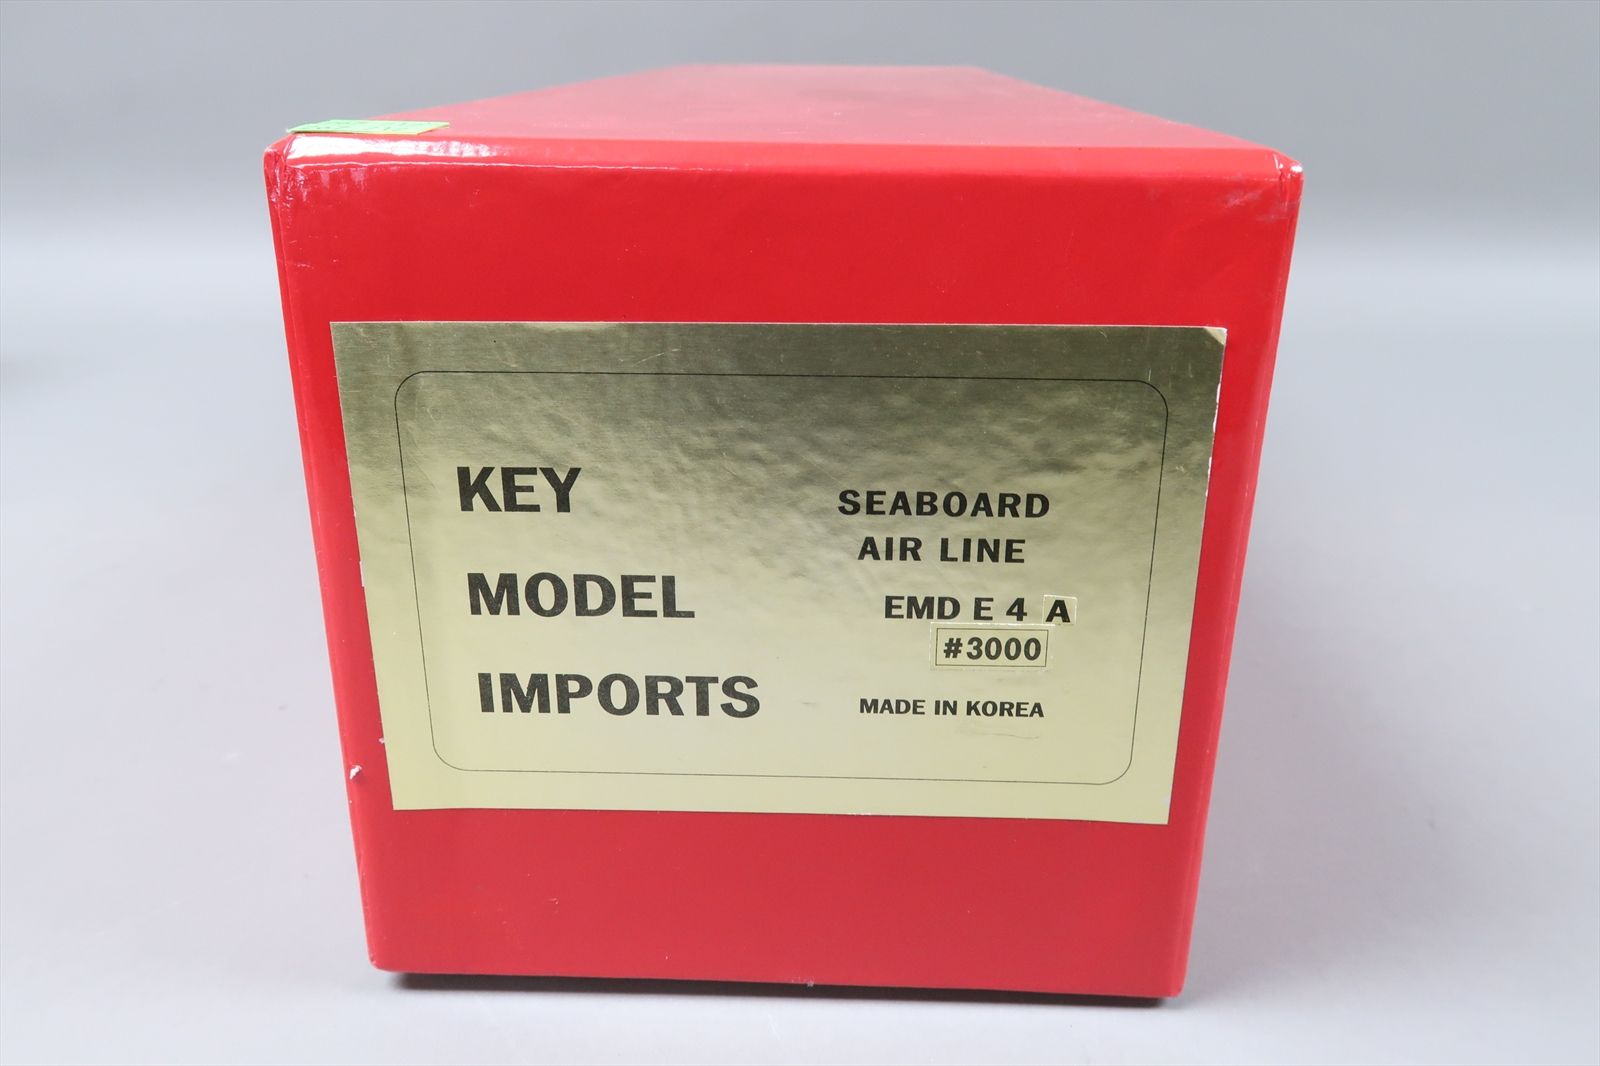 KEY
MODEL
IMPORTS
SEABOARD
AIR LINE
EMD E 4 A
#3000
MADE IN KOREA